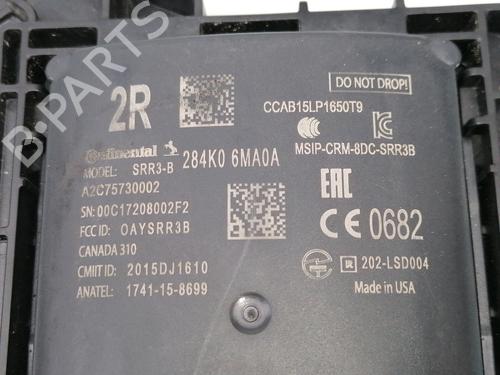 B-PARTS
DO NOT DROP!
2R
CCAB15LP1650T9
MSIP-CRM-8DC-SRR3B
Continental
MODEL: SRR3-B 284K0 6MA0A
A2C75730002
SN:00C17208002F2
FCC ID: OAYSRR3B
CANADA 310
CMIIT ID: 2015DJ1610
ANATEL: 1741-15-8699
EAC
CE 0682
R 202-LSD004
Made in USA